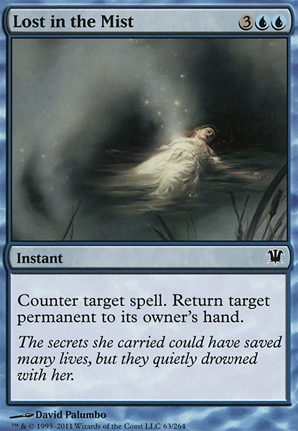 Lost in the Mist 3
Instant
Counter target spell. Return target
permanent to its owner's hand.
The secrets she carried could have saved
many lives, but they quietly drowned
with her.
David Palumbo
™ & © 1993–2011 Wizards of the Coast LLC 63/264